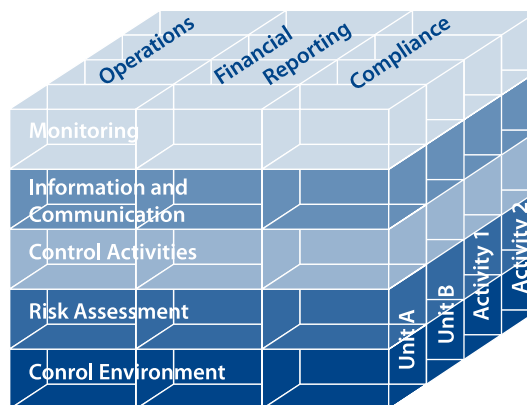 Operations
Financial
Reporting
Compliance
Monitoring
Information and
Communication
Control Activities
Risk Assessment
Conrol Environment
Unit A
Unit B
Activity 1
Activity 2